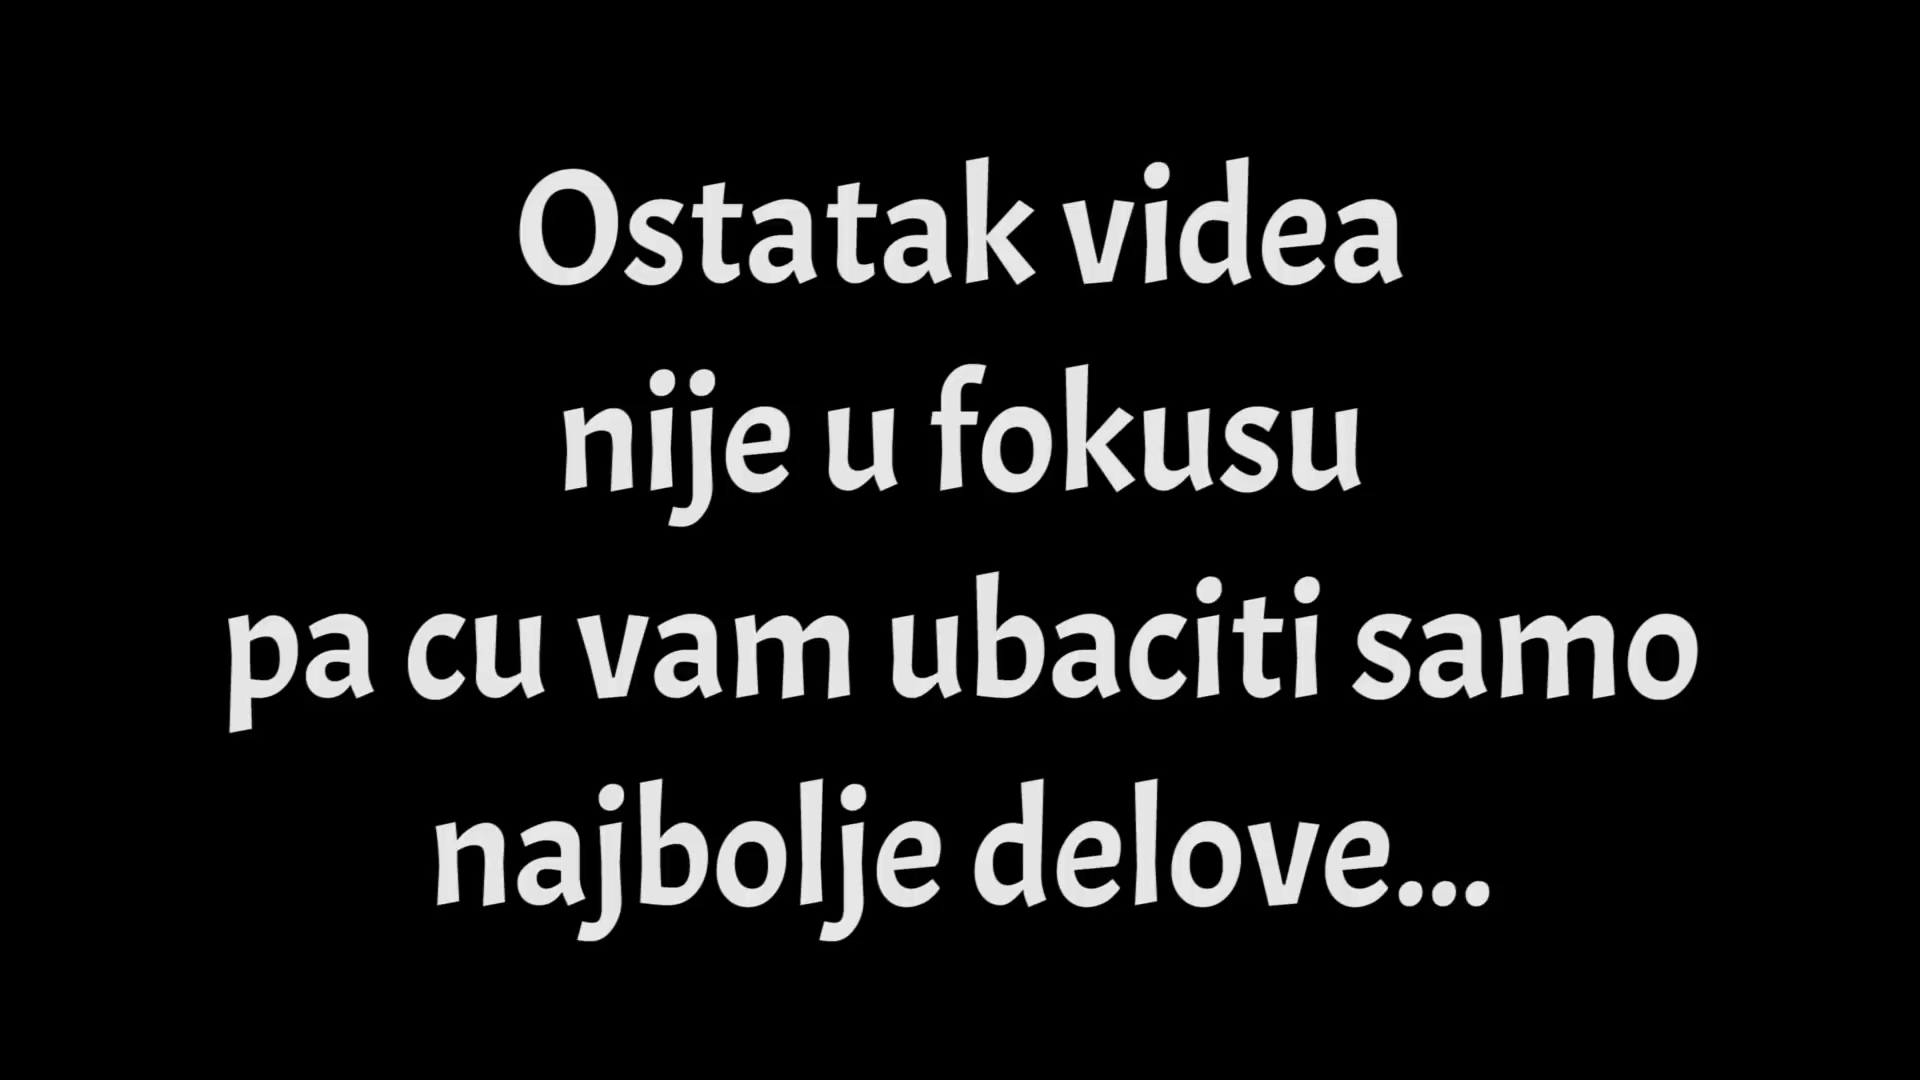 Ostatak videa
nije u fokusu
pa cu vam ubaciti samo
najbolje delove...